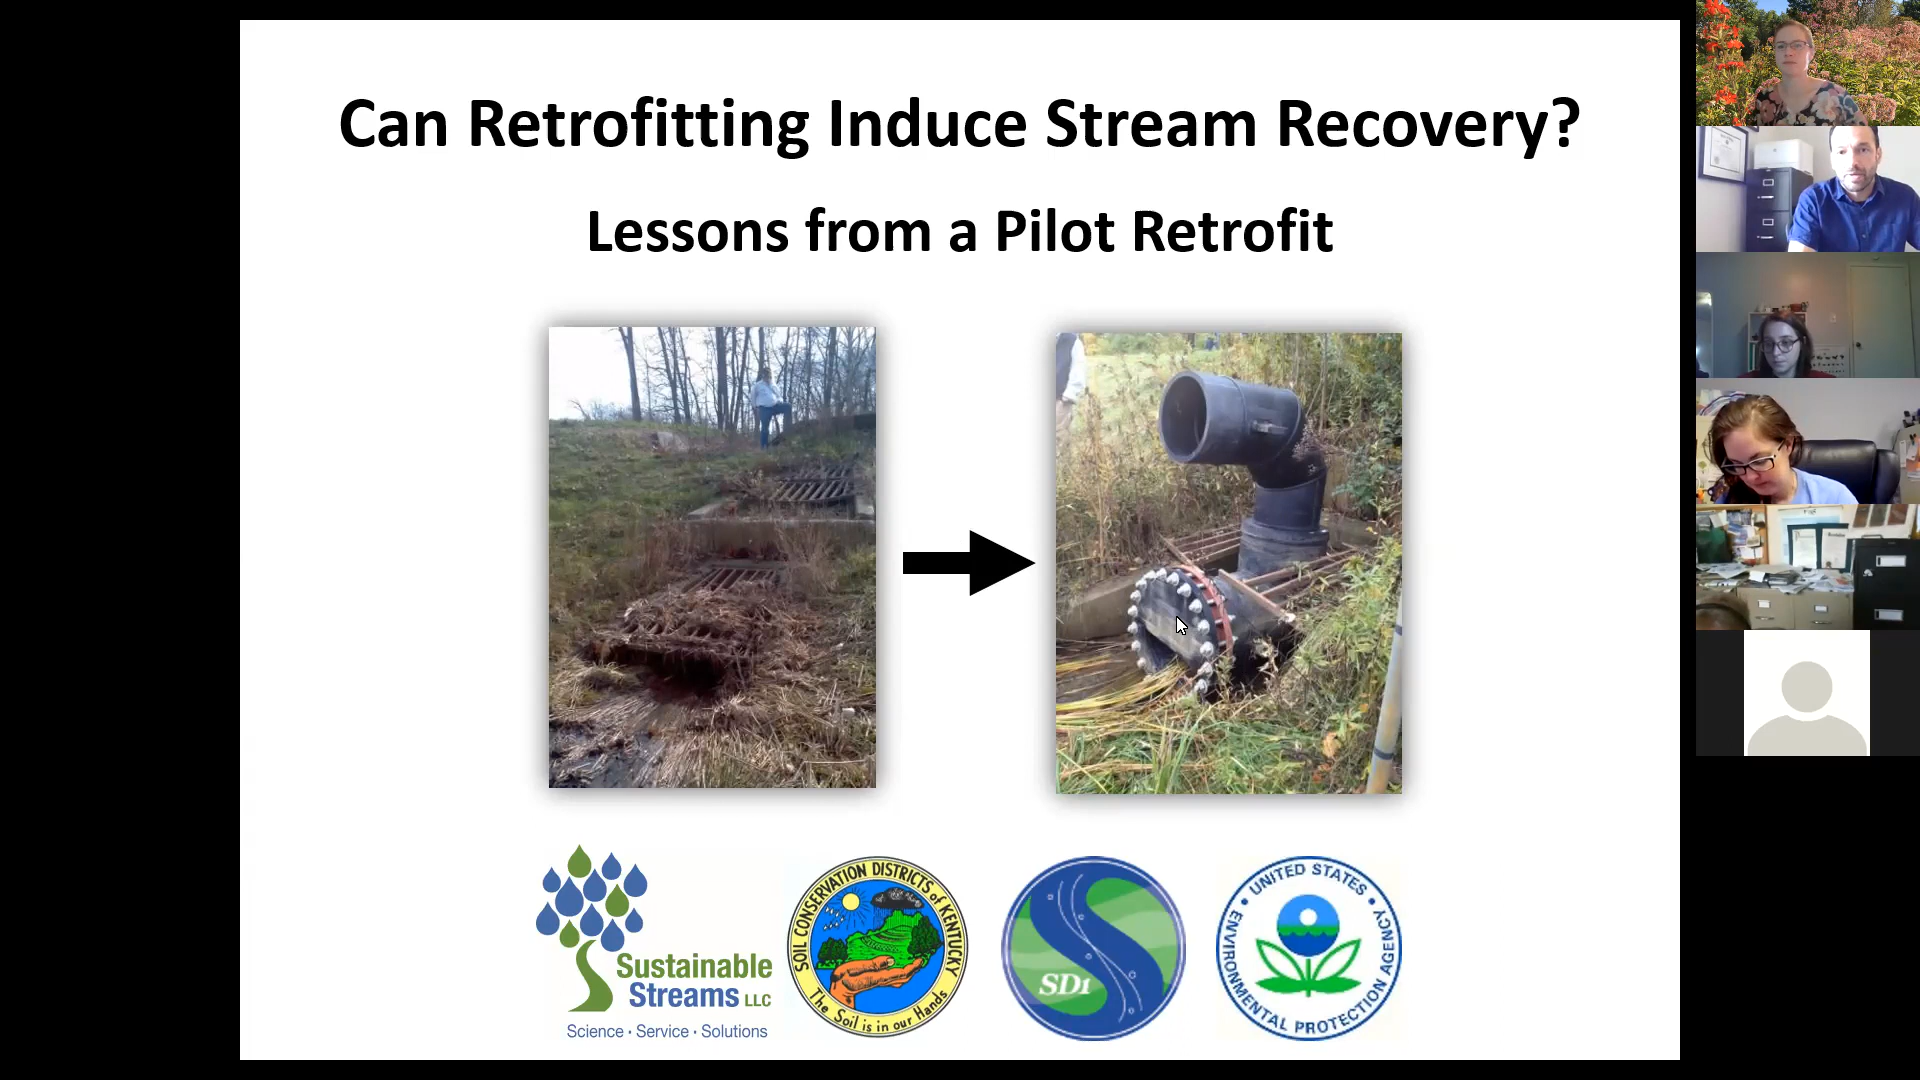 Can Retrofitting Induce Stream Recovery?
Lessons from a Pilot Retrofit
Sustainable
Streams LLC
Science • Service • Solutions
SOIL CONSERVATION DISTRICTS of KENTUCKY
The Soil is in our Hands
SD1
UNITED STATES
ENVIRONMENTAL PROTECTION AGENCY